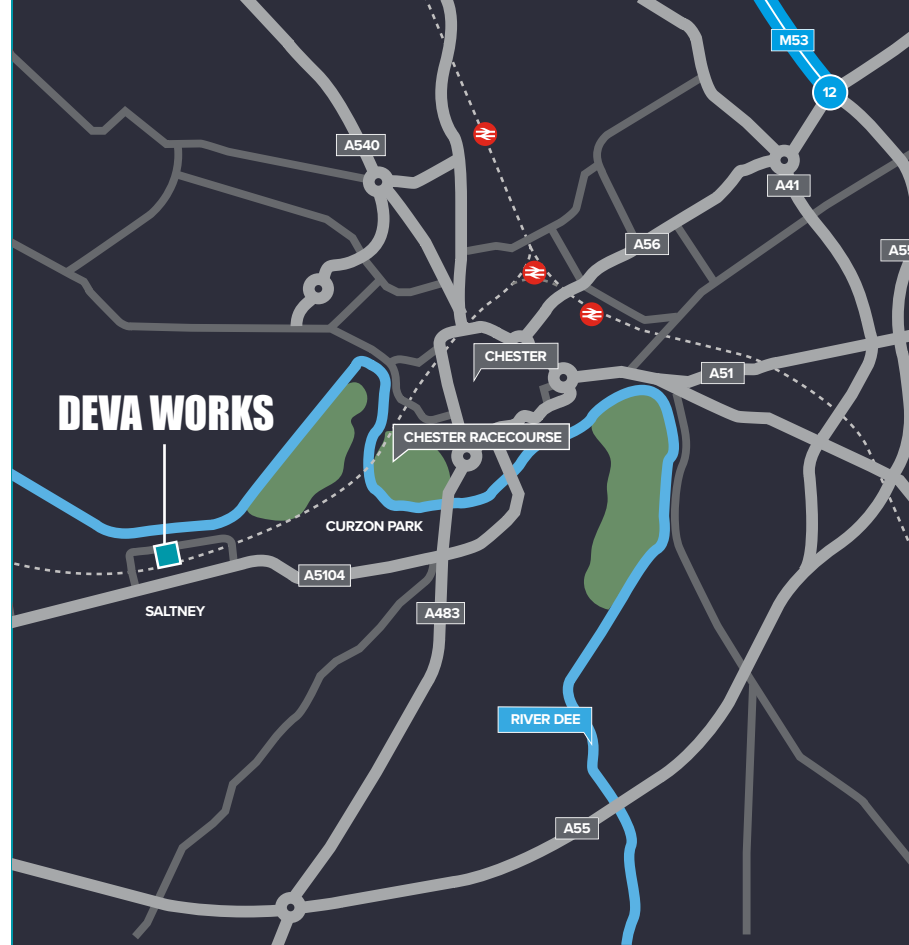 M53
12
A540
A41
A56
A55
CHESTER
A51
DEVA WORKS
CHESTER RACECOURSE
CURZON PARK
A5104
SALTNEY
A483
RIVER DEE
A55